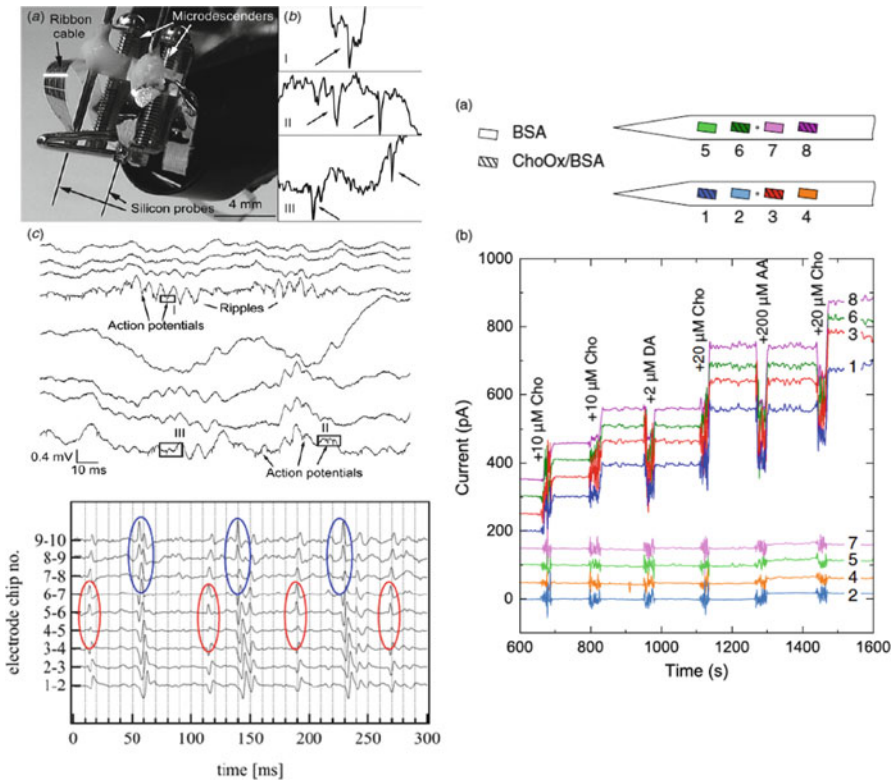 (a) Ribbon cable
Microdescenders
Silicon probes
4 mm
(b)
I
II
III
(c)
Action potentials
I
Ripples
III
II
Action potentials
0.4 mV
10 ms
electrode chip no.
9-10
8-9
7-8
6-7
5-6
4-5
3-4
2-3
1-2
0 50 100 150 200 250 300
time [ms]
(a)
BSA
ChoOx/BSA
5 6 7 8
1 2 3 4
(b)
Current (pA)
1000
800
600
400
200
0
+10 µM Cho
+10 µM Cho
+2 µM DA
+20 µM Cho
+200 µM AA
+20 µM Cho
8
6
3
1
7
5
4
2
600 800 1000 1200 1400 1600
Time (s)